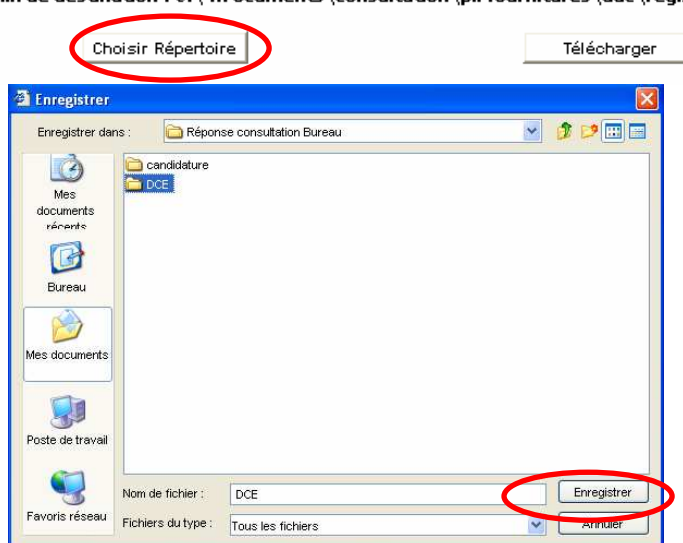 Choisir Répertoire
Télécharger
Enregistrer
Enregistrer dans :
Réponse consultation Bureau
candidature
DCE
Mes
documents
récents
Bureau
Mes documents
Poste de travail
Favoris réseau
Nom de fichier :
DCE
Enregistrer
Fichiers du type :
Tous les fichiers
Annuler